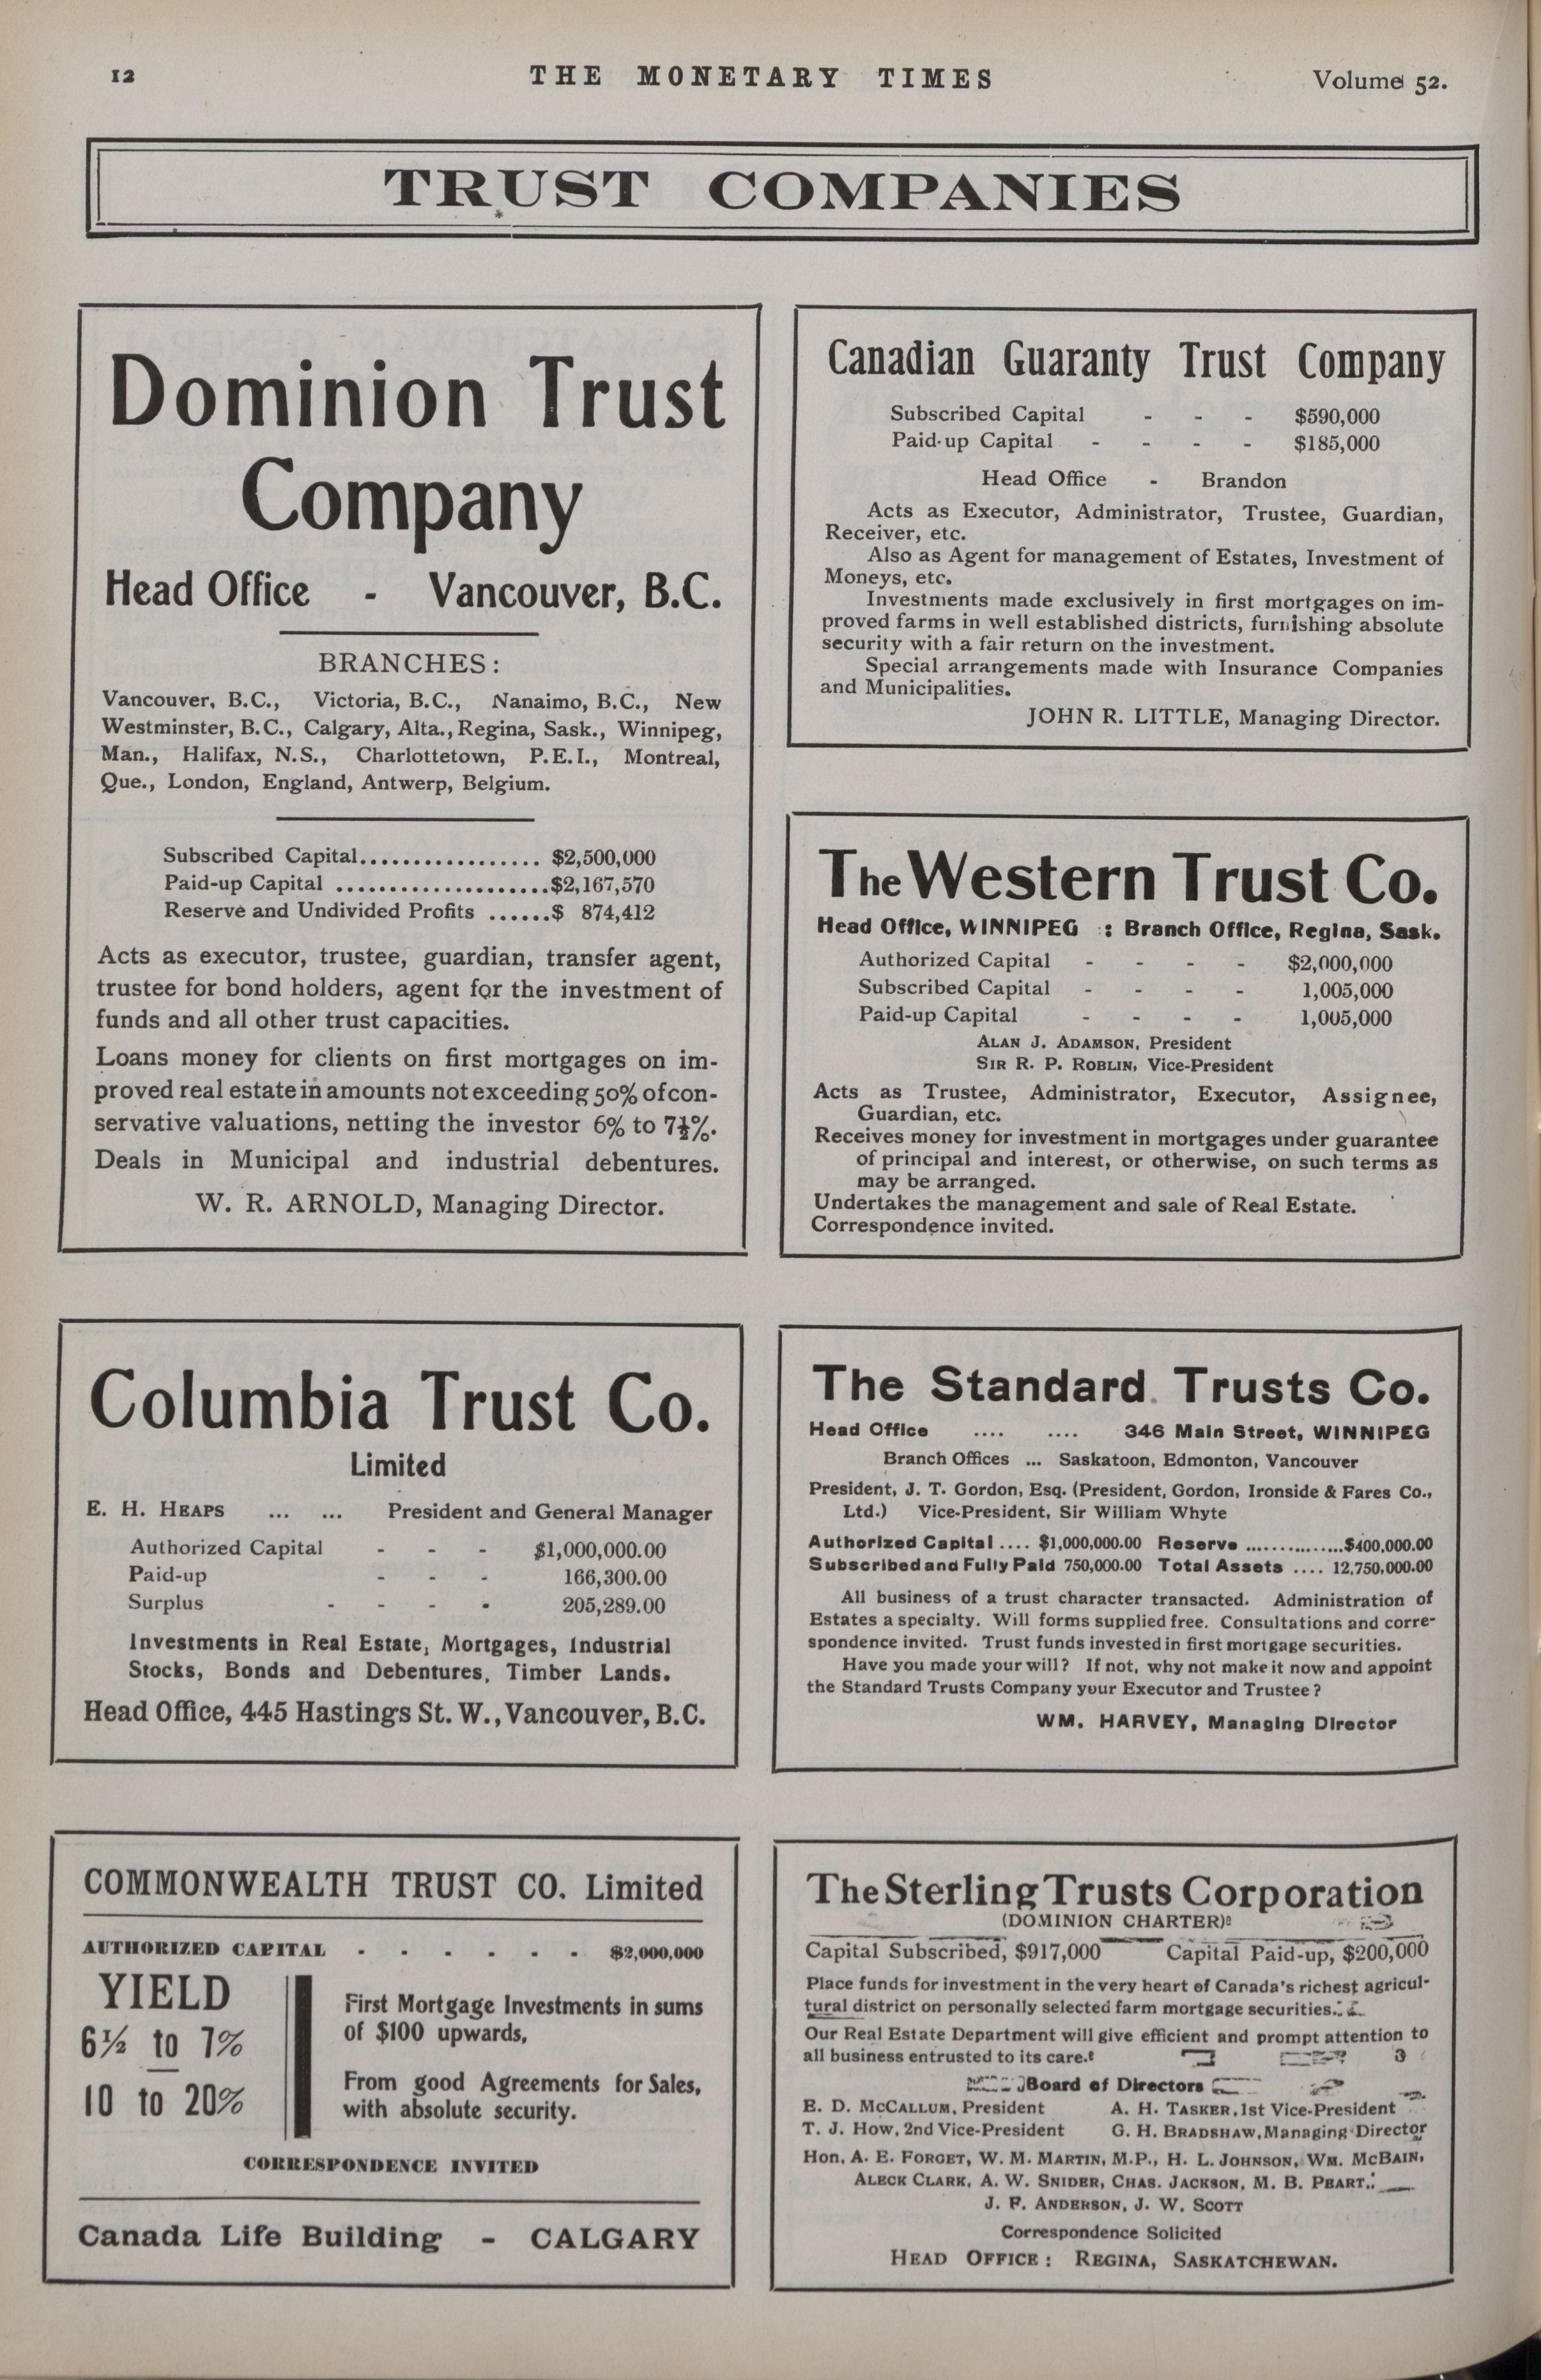 12
THE MONETARY TIMES
Volume 52.
TRUST COMPANIES
Dominion Trust
Company
Head Office - Vancouver, B.C.
BRANCHES:
Vancouver, B.C., Victoria, B.C., Nanaimo, B.C., New
Westminster, B.C., Calgary, Alta., Regina, Sask., Winnipeg,
Man., Halifax, N.S., Charlottetown, P.E.I., Montreal,
Que., London, England, Antwerp, Belgium.
Subscribed Capital................. $2,500,000
Paid-up Capital ....................$2,167,570
Reserve and Undivided Profits ......$ 874,412
Acts as executor, trustee, guardian, transfer agent,
trustee for bond holders, agent for the investment of
funds and all other trust capacities.
Loans money for clients on first mortgages on im-
proved real estate in amounts not exceeding 50% of con-
servative valuations, netting the investor 6% to 7½%.
Deals in Municipal and industrial debentures.
W. R. ARNOLD, Managing Director.
Canadian Guaranty Trust Company
Subscribed Capital - - - $590,000
Paid-up Capital - - - - $185,000
Head Office - Brandon
Acts as Executor, Administrator, Trustee, Guardian,
Receiver, etc.
Also as Agent for management of Estates, Investment of
Moneys, etc.
Investments made exclusively in first mortgages on im-
proved farms in well established districts, furnishing absolute
security with a fair return on the investment.
Special arrangements made with Insurance Companies
and Municipalities.
JOHN R. LITTLE, Managing Director.
The Western Trust Co.
Head Office, WINNIPEG : Branch Office, Regina, Sask.
Authorized Capital - - - - $2,000,000
Subscribed Capital - - - - 1,005,000
Paid-up Capital - - - - 1,005,000
ALAN J. ADAMSON, President
SIR R. P. ROBLIN, Vice-President
Acts as Trustee, Administrator, Executor, Assignee,
Guardian, etc.
Receives money for investment in mortgages under guarantee
of principal and interest, or otherwise, on such terms as
may be arranged.
Undertakes the management and sale of Real Estate.
Correspondence invited.
Columbia Trust Co.
Limited
E. H. HEAPS ... ... President and General Manager
Authorized Capital - - - $1,000,000.00
Paid-up - - - 166,300.00
Surplus - - - - 205,289.00
Investments in Real Estate, Mortgages, Industrial
Stocks, Bonds and Debentures, Timber Lands.
Head Office, 445 Hastings St. W., Vancouver, B.C.
The Standard Trusts Co.
Head Office .... .... 346 Main Street, WINNIPEG
Branch Offices ... Saskatoon, Edmonton, Vancouver
President, J. T. Gordon, Esq. (President, Gordon, Ironside & Fares Co.,
Ltd.) Vice-President, Sir William Whyte
Authorized Capital .... $1,000,000.00 Reserve ...............$400,000.00
Subscribed and Fully Paid 750,000.00 Total Assets .... 12,750,000.00
All business of a trust character transacted. Administration of
Estates a specialty. Will forms supplied free. Consultations and corre-
spondence invited. Trust funds invested in first mortgage securities.
Have you made your will? If not, why not make it now and appoint
the Standard Trusts Company your Executor and Trustee?
WM. HARVEY, Managing Director
COMMONWEALTH TRUST CO. Limited
AUTHORIZED CAPITAL - - - - - - $2,000,000
YIELD
6½ to 7%
10 to 20%
First Mortgage Investments in sums
of $100 upwards,
From good Agreements for Sales,
with absolute security.
CORRESPONDENCE INVITED
Canada Life Building - CALGARY
The Sterling Trusts Corporation
(DOMINION CHARTER)
Capital Subscribed, $917,000 Capital Paid-up, $200,000
Place funds for investment in the very heart of Canada's richest agricul-
tural district on personally selected farm mortgage securities.
Our Real Estate Department will give efficient and prompt attention to
all business entrusted to its care.
Board of Directors
E. D. MCCALLUM, President A. H. TASKER, 1st Vice-President
T. J. How, 2nd Vice-President G. H. BRADSHAW, Managing Director
Hon. A. E. FORGET, W. M. MARTIN, M.P., H. L. JOHNSON, WM. MCBAIN,
ALECK CLARK, A. W. SNIDER, CHAS. JACKSON, M. B. PEART,
J. F. ANDERSON, J. W. SCOTT
Correspondence Solicited
HEAD OFFICE: REGINA, SASKATCHEWAN.